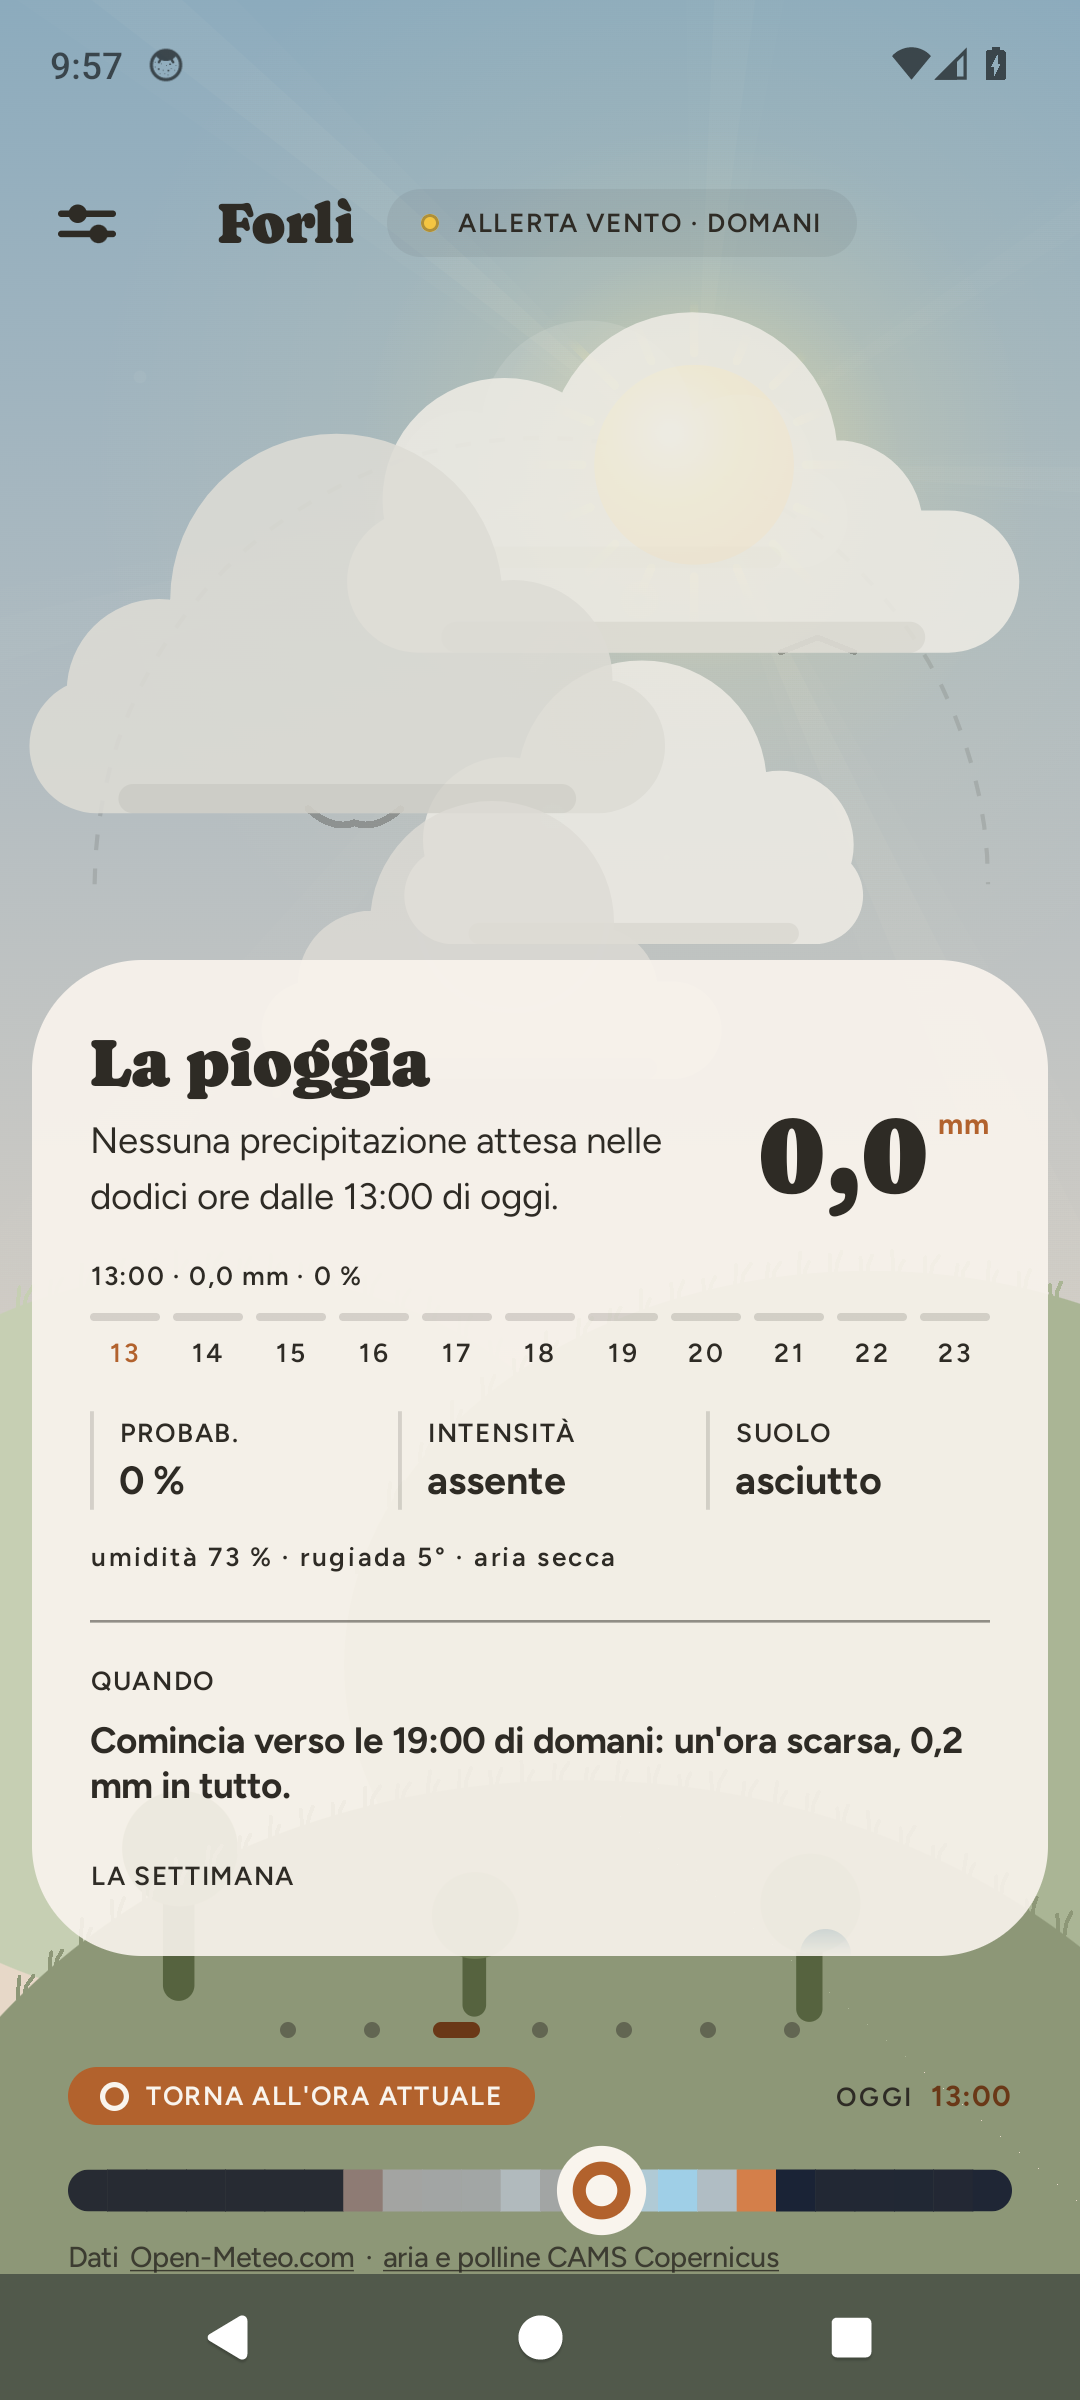 9:57
Forlì
ALLERTA VENTO · DOMANI
La pioggia
Nessuna precipitazione attesa nelle
dodici ore dalle 13:00 di oggi.
0,0 mm
13:00 · 0,0 mm · 0 %
13 14 15 16 17 18 19 20 21 22 23
PROBAB. INTENSITÀ SUOLO
0 % assente asciutto
umidità 73 % · rugiada 5° · aria secca
QUANDO
Comincia verso le 19:00 di domani: un'ora scarsa, 0,2
mm in tutto.
LA SETTIMANA
TORNA ALL'ORA ATTUALE
OGGI 13:00
Dati Open-Meteo.com · aria e polline CAMS Copernicus